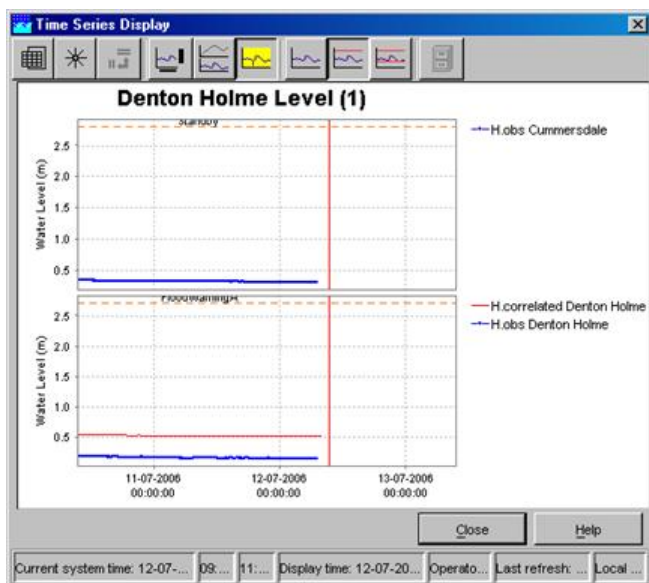 Time Series Display
Denton Holme Level (1)
Standby
H.obs Cummersdale
Water Level (m)
2.5
2.0
1.5
1.0
0.5
FloodWarningA
H.correlated Denton Holme
H.obs Denton Holme
Water Level (m)
2.5
2.0
1.5
1.0
0.5
11-07-2006 12-07-2006 13-07-2006
00:00:00 00:00:00 00:00:00
Close Help
Current system time: 12-07-... 09:... 11:... Display time: 12-07-20... Operato... Last refresh: ... Local ...